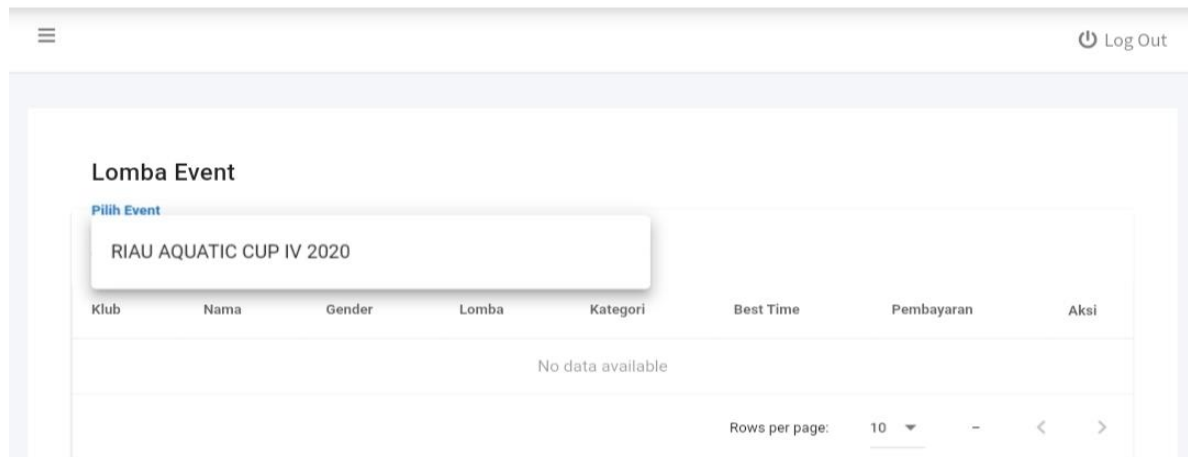 Log Out
Lomba Event
Pilih Event
RIAU AQUATIC CUP IV 2020
Klub Nama Gender Lomba Kategori Best Time Pembayaran Aksi
No data available
Rows per page: 10 –